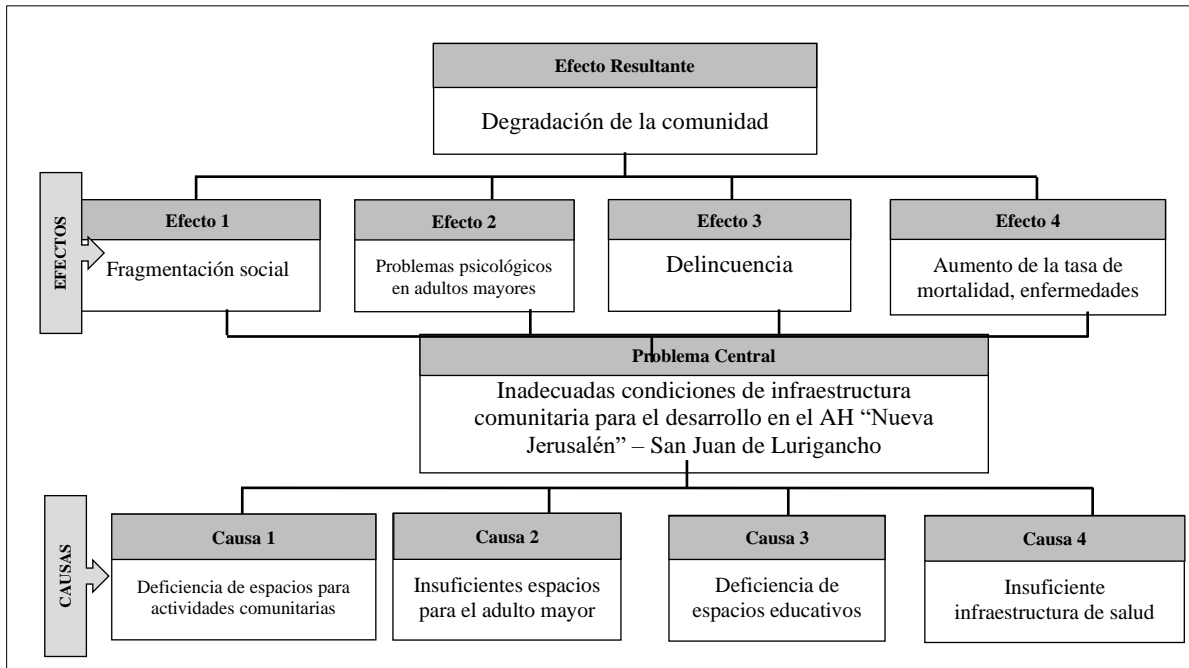 Efecto Resultante
Degradación de la comunidad
EFECTOS
Efecto 1
Fragmentación social
Efecto 2
Problemas psicológicos
en adultos mayores
Efecto 3
Delincuencia
Efecto 4
Aumento de la tasa de
mortalidad, enfermedades
Problema Central
Inadecuadas condiciones de infraestructura
comunitaria para el desarrollo en el AH “Nueva
Jerusalén” – San Juan de Lurigancho
CAUSAS
Causa 1
Deficiencia de espacios para
actividades comunitarias
Causa 2
Insuficientes espacios
para el adulto mayor
Causa 3
Deficiencia de
espacios educativos
Causa 4
Insuficiente
infraestructura de salud